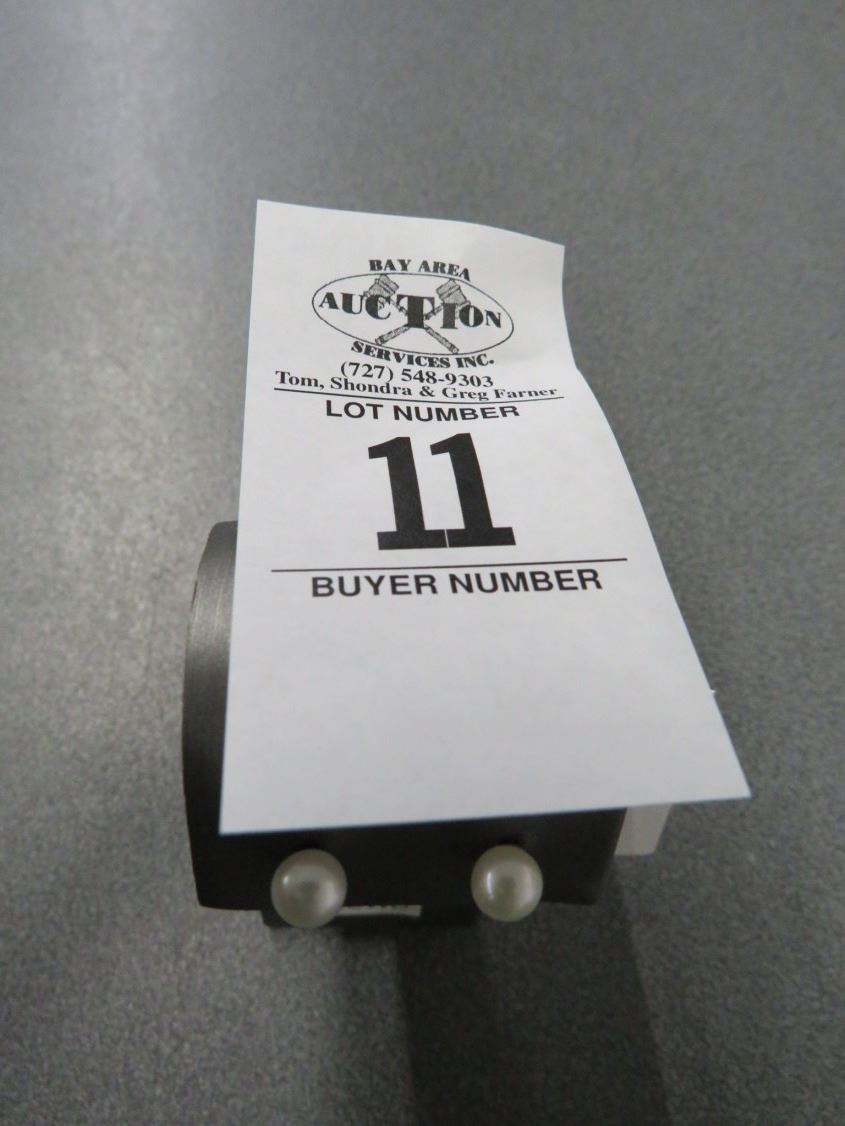 BAY AREA
AUCTION
SERVICES INC.
(727) 548-9303
Tom, Shondra & Greg Farner
LOT NUMBER
11
BUYER NUMBER